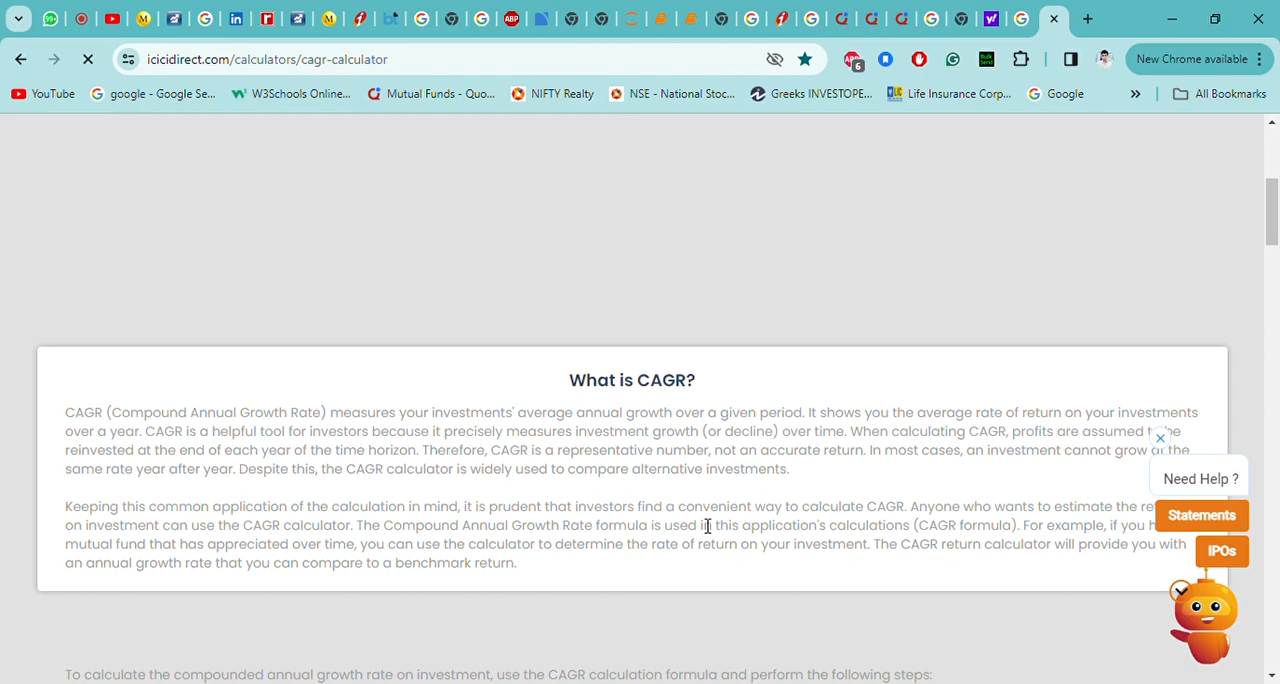 99+
ABP
icicidirect.com/calculators/cagr-calculator
6
New Chrome available
YouTube
google - Google Se...
W3Schools Online...
Mutual Funds - Quo...
NIFTY Realty
NSE - National Stoc...
Greeks INVESTOPE...
Life Insurance Corp...
Google
All Bookmarks
What is CAGR?
CAGR (Compound Annual Growth Rate) measures your investments' average annual growth over a given period. It shows you the average rate of return on your investments
over a year. CAGR is a helpful tool for investors because it precisely measures investment growth (or decline) over time. When calculating CAGR, profits are assumed to be
reinvested at the end of each year of the time horizon. Therefore, CAGR is a representative number, not an accurate return. In most cases, an investment cannot grow at the
same rate year after year. Despite this, the CAGR calculator is widely used to compare alternative investments.
Need Help ?
Keeping this common application of the calculation in mind, it is prudent that investors find a convenient way to calculate CAGR. Anyone who wants to estimate the re
Statements
on investment can use the CAGR calculator. The Compound Annual Growth Rate formula is used in this application's calculations (CAGR formula). For example, if you h
mutual fund that has appreciated over time, you can use the calculator to determine the rate of return on your investment. The CAGR return calculator will provide you with
IPOs
an annual growth rate that you can compare to a benchmark return.
To calculate the compounded annual growth rate on investment, use the CAGR calculation formula and perform the following steps: